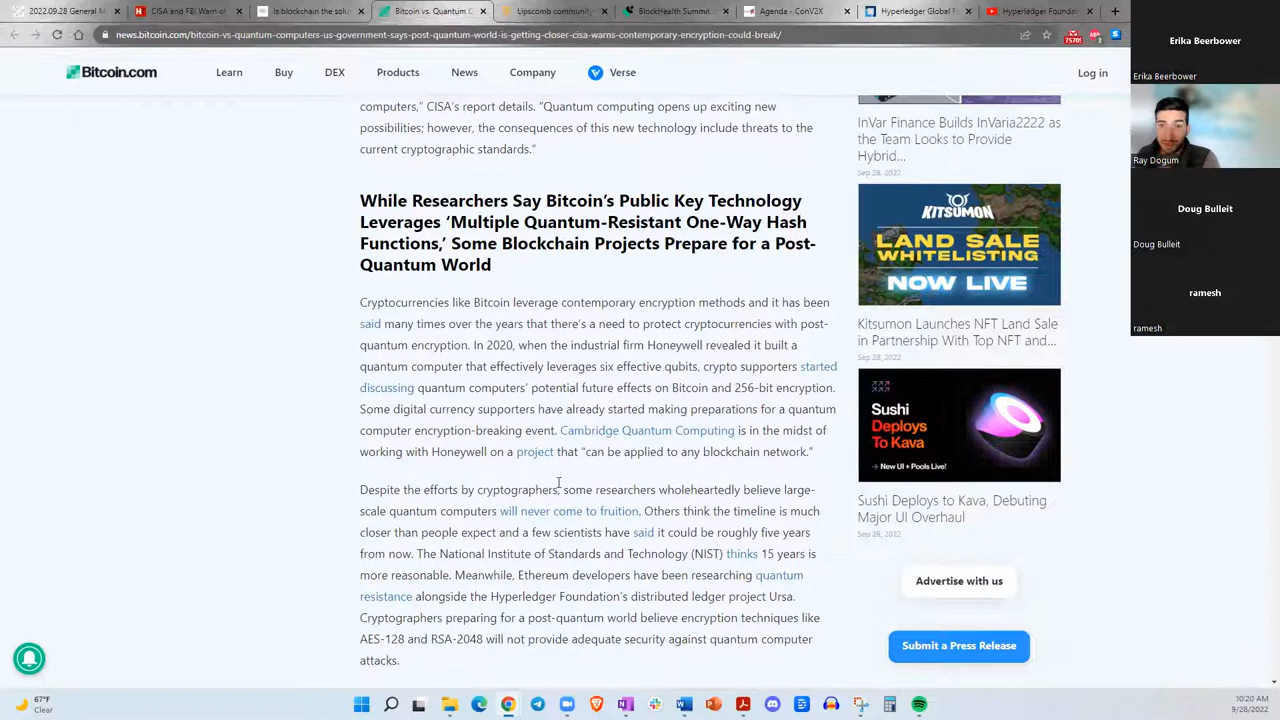 2022.09.28 General M
CISA and FBI Warn of
Is blockchain the solu
Bitcoin vs. Quantum C
Lipscomb community
BlockHealth Summit
Agenda - ConV2X
Hyperledger Global Fo
Hyperledger Foundat
news.bitcoin.com/bitcoin-vs-quantum-computers-us-government-says-post-quantum-world-is-getting-closer-cisa-warns-contemporary-encryption-could-break/
Bitcoin.com
Learn
Buy
DEX
Products
News
Company
Verse
Log in
computers," CISA's report details. "Quantum computing opens up exciting new
possibilities; however, the consequences of this new technology include threats to the
current cryptographic standards."
While Researchers Say Bitcoin's Public Key Technology
Leverages 'Multiple Quantum-Resistant One-Way Hash
Functions,' Some Blockchain Projects Prepare for a Post-
Quantum World
Cryptocurrencies like Bitcoin leverage contemporary encryption methods and it has been
said many times over the years that there's a need to protect cryptocurrencies with post-
quantum encryption. In 2020, when the industrial firm Honeywell revealed it built a
quantum computer that effectively leverages six effective qubits, crypto supporters started
discussing quantum computers' potential future effects on Bitcoin and 256-bit encryption.
Some digital currency supporters have already started making preparations for a quantum
computer encryption-breaking event. Cambridge Quantum Computing is in the midst of
working with Honeywell on a project that "can be applied to any blockchain network."
Despite the efforts by cryptographers, some researchers wholeheartedly believe large-
scale quantum computers will never come to fruition. Others think the timeline is much
closer than people expect and a few scientists have said it could be roughly five years
from now. The National Institute of Standards and Technology (NIST) thinks 15 years is
more reasonable. Meanwhile, Ethereum developers have been researching quantum
resistance alongside the Hyperledger Foundation's distributed ledger project Ursa.
Cryptographers preparing for a post-quantum world believe encryption techniques like
AES-128 and RSA-2048 will not provide adequate security against quantum computer
attacks.
InVar Finance Builds InVaria2222 as
the Team Looks to Provide
Hybrid...
Sep 28, 2022
KITSUMON
LAND SALE
WHITELISTING
NOW LIVE
Kitsumon Launches NFT Land Sale
in Partnership With Top NFT and...
Sep 28, 2022
Sushi
Deploys
To Kava
→ New UI + Pools Live!
Sushi Deploys to Kava, Debuting
Major UI Overhaul
Sep 28, 2022
Advertise with us
Submit a Press Release
Erika Beerbower
Erika Beerbower
Ray Dogum
Doug Bulleit
Doug Bulleit
ramesh
ramesh
67°F
Clear
10:20 AM
9/28/2022